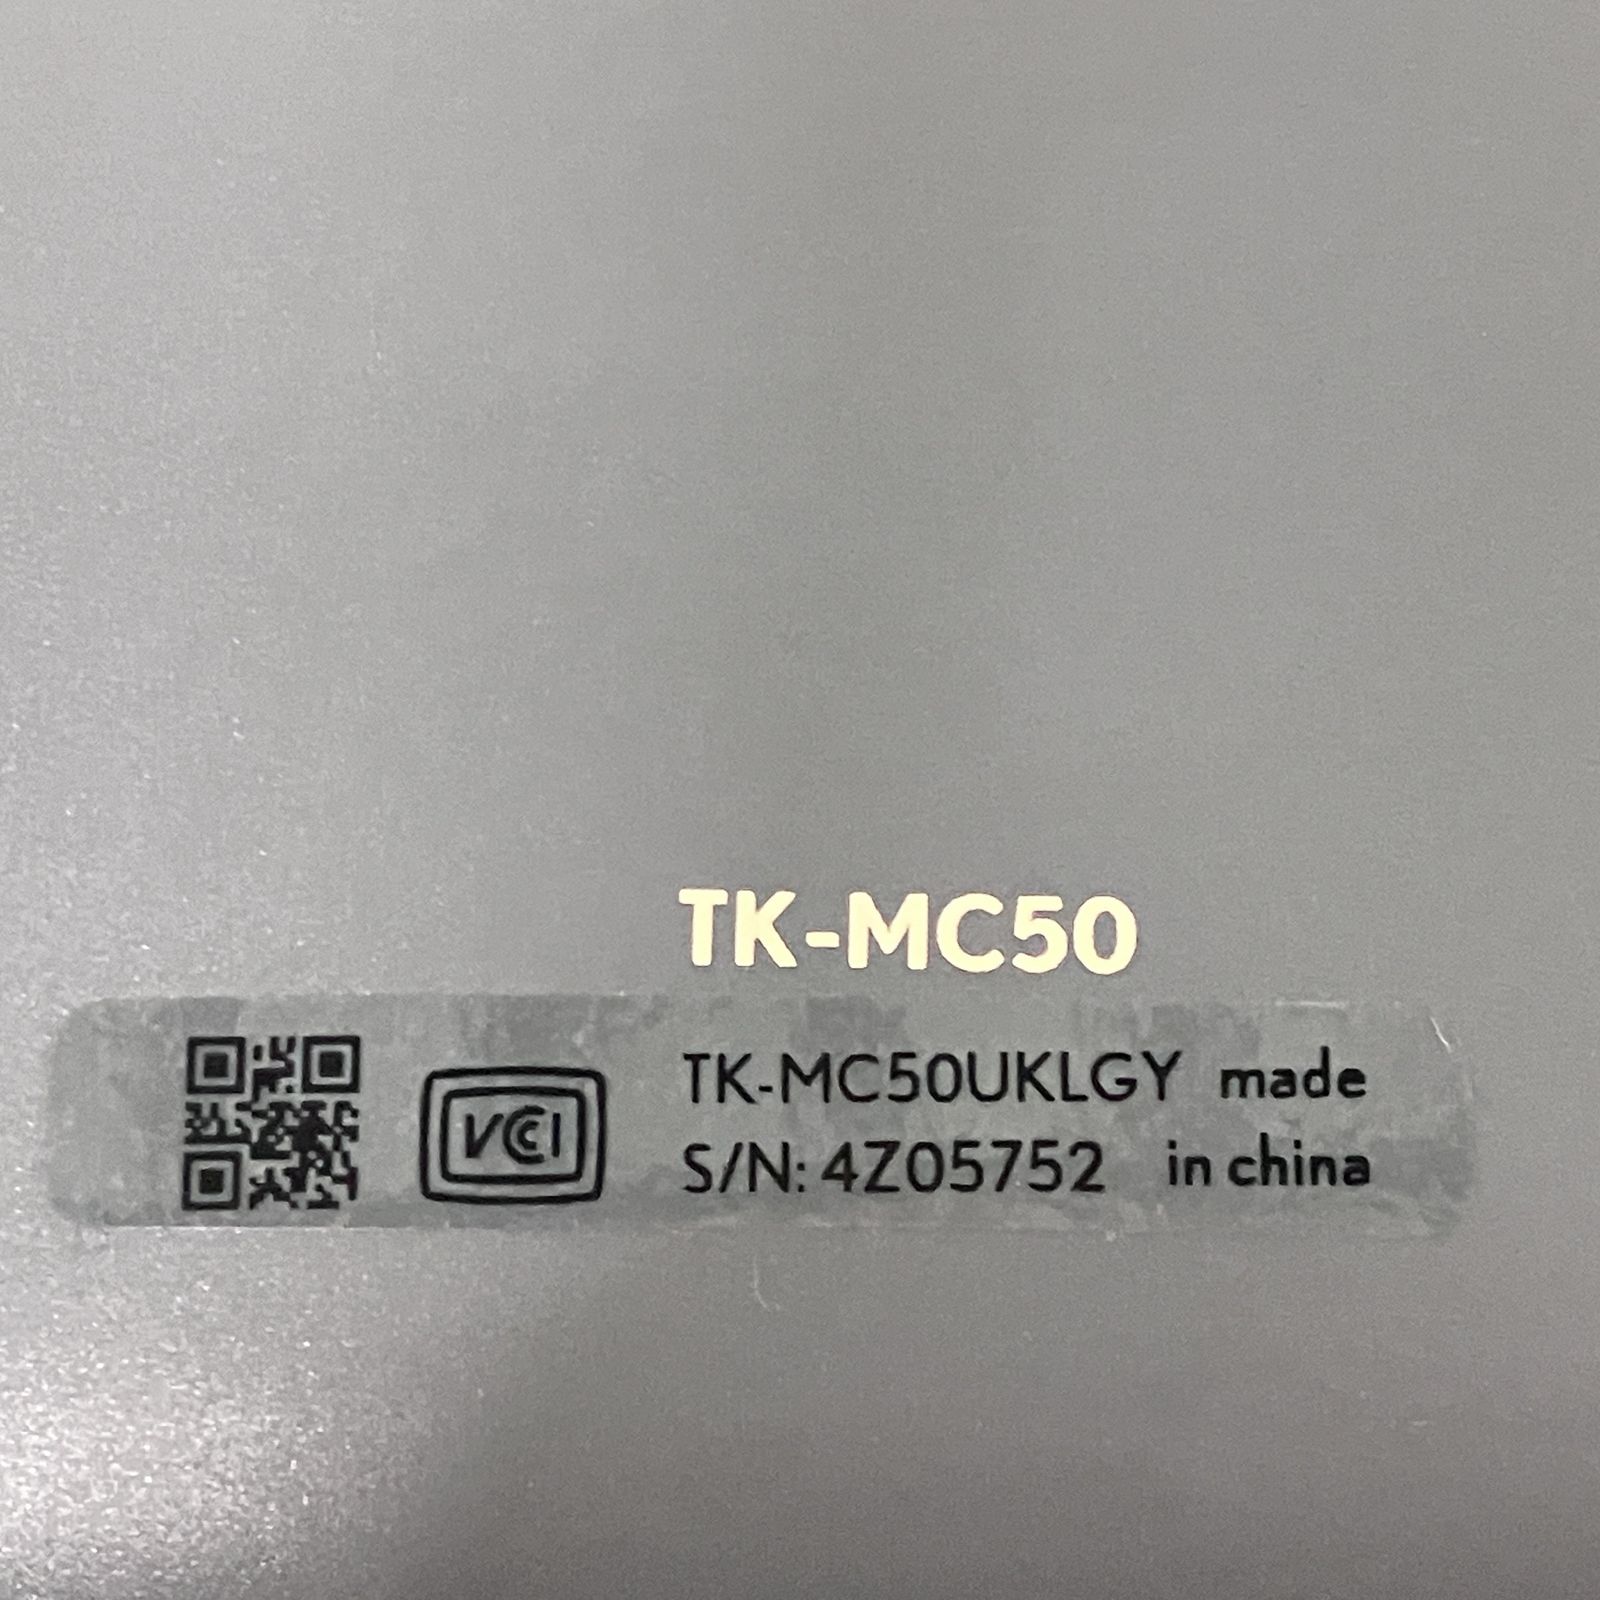 TK-MC50
VCCI
TK-MC50UKLGY made
S/N: 4Z05752 in china